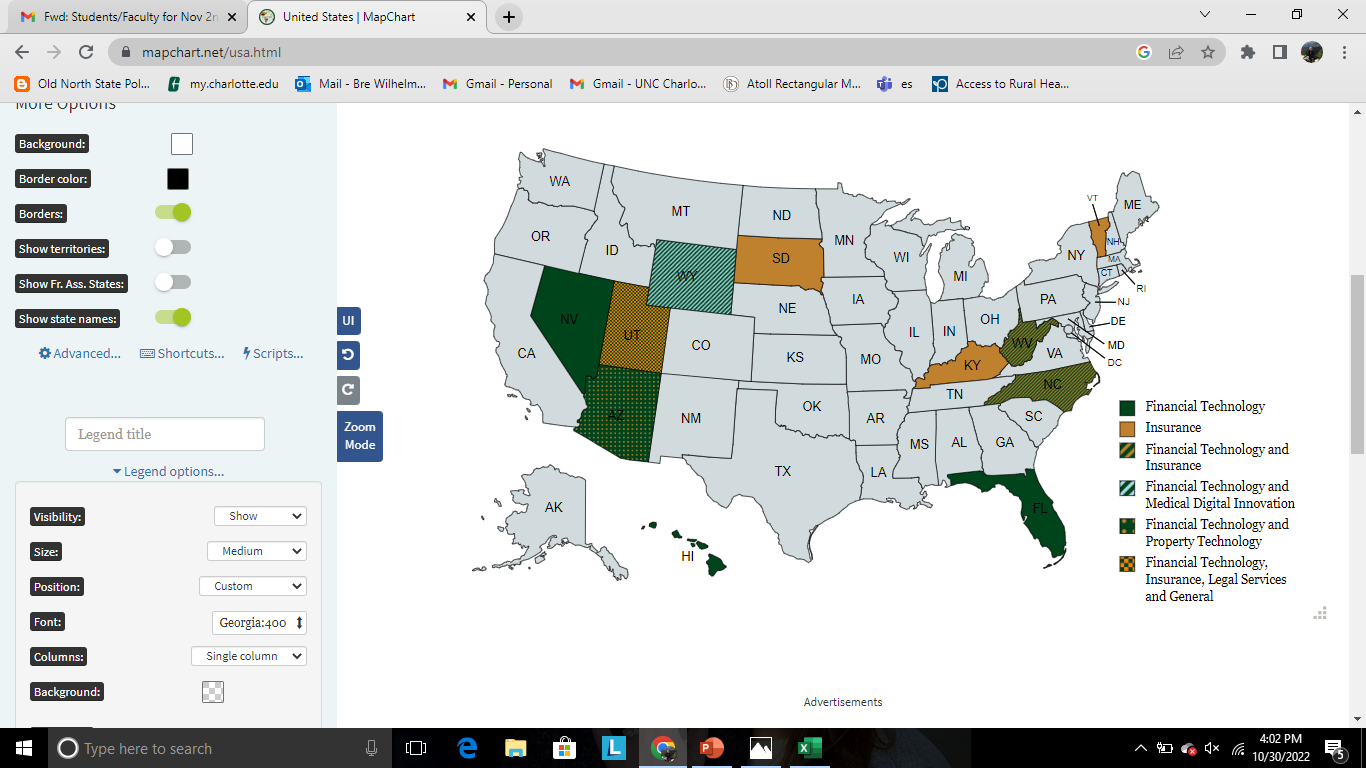 Fwd: Students/Faculty for Nov 2n
United States | MapChart
mapchart.net/usa.html
Old North State Pol...
my.charlotte.edu
Mail - Bre Wilhelm...
Gmail - Personal
Gmail - UNC Charlo...
Atoll Rectangular M...
es
Access to Rural Hea...
More Options
Background:
Border color:
Borders:
Show territories:
Show Fr. Ass. States:
Show state names:
Advanced...
Shortcuts...
Scripts...
Legend title
Legend options...
Visibility:
Show
Size:
Medium
Position:
Custom
Font:
Georgia:400
Columns:
Single column
Background:
UI
Zoom
Mode
WA
OR
CA
ID
NV
MT
WY
UT
AZ
CO
NM
ND
SD
NE
KS
OK
TX
MN
IA
MO
AR
LA
WI
IL
MI
IN
OH
KY
TN
MS
AL
GA
FL
SC
NC
VA
WV
PA
NY
VT
NH
ME
MA
CT
RI
NJ
DE
MD
DC
AK
HI
Financial Technology
Insurance
Financial Technology and
Insurance
Financial Technology and
Medical Digital Innovation
Financial Technology and
Property Technology
Financial Technology,
Insurance, Legal Services
and General
Advertisements
Type here to search
4:02 PM
10/30/2022
5